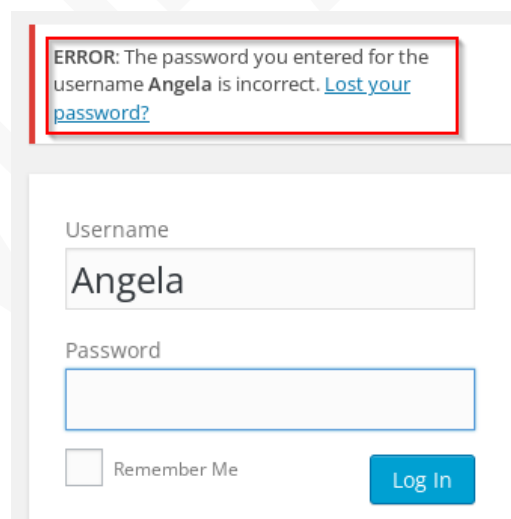 ERROR: The password you entered for the
username Angela is incorrect. Lost your
password?
Username
Angela
Password
Remember Me
Log In